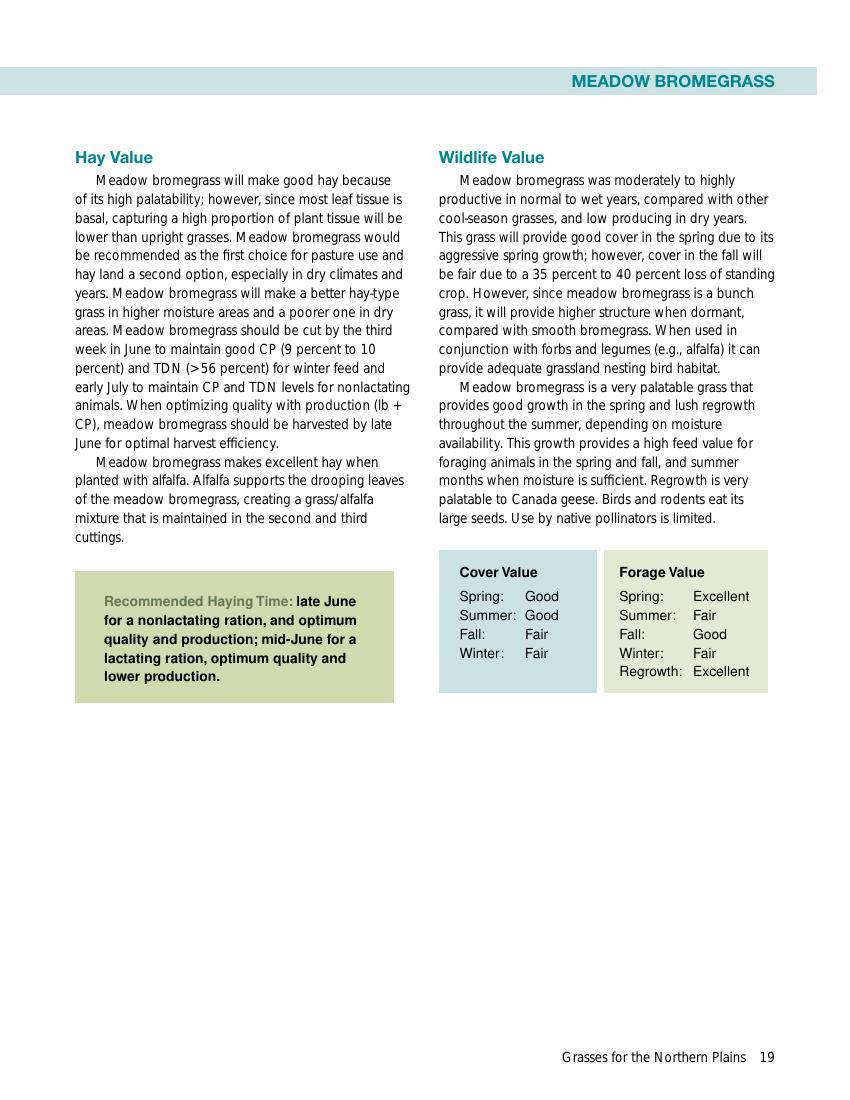 MEADOW BROMEGRASS
Hay Value
Meadow bromegrass will make good hay because
of its high palatability; however, since most leaf tissue is
basal, capturing a high proportion of plant tissue will be
lower than upright grasses. Meadow bromegrass would
be recommended as the first choice for pasture use and
hay land a second option, especially in dry climates and
years. Meadow bromegrass will make a better hay-type
grass in higher moisture areas and a poorer one in dry
areas. Meadow bromegrass should be cut by the third
week in June to maintain good CP (9 percent to 10
percent) and TDN (>56 percent) for winter feed and
early July to maintain CP and TDN levels for nonlactating
animals. When optimizing quality with production (lb +
CP), meadow bromegrass should be harvested by late
June for optimal harvest efficiency.
Meadow bromegrass makes excellent hay when
planted with alfalfa. Alfalfa supports the drooping leaves
of the meadow bromegrass, creating a grass/alfalfa
mixture that is maintained in the second and third
cuttings.
Recommended Haying Time: late June
for a nonlactating ration, and optimum
quality and production; mid-June for a
lactating ration, optimum quality and
lower production.
Wildlife Value
Meadow bromegrass was moderately to highly
productive in normal to wet years, compared with other
cool-season grasses, and low producing in dry years.
This grass will provide good cover in the spring due to its
aggressive spring growth; however, cover in the fall will
be fair due to a 35 percent to 40 percent loss of standing
crop. However, since meadow bromegrass is a bunch
grass, it will provide higher structure when dormant,
compared with smooth bromegrass. When used in
conjunction with forbs and legumes (e.g., alfalfa) it can
provide adequate grassland nesting bird habitat.
Meadow bromegrass is a very palatable grass that
provides good growth in the spring and lush regrowth
throughout the summer, depending on moisture
availability. This growth provides a high feed value for
foraging animals in the spring and fall, and summer
months when moisture is sufficient. Regrowth is very
palatable to Canada geese. Birds and rodents eat its
large seeds. Use by native pollinators is limited.
Cover Value
Spring: Good
Summer: Good
Fall: Fair
Winter: Fair
Forage Value
Spring: Excellent
Summer: Fair
Fall: Good
Winter: Fair
Regrowth: Excellent
Grasses for the Northern Plains 19